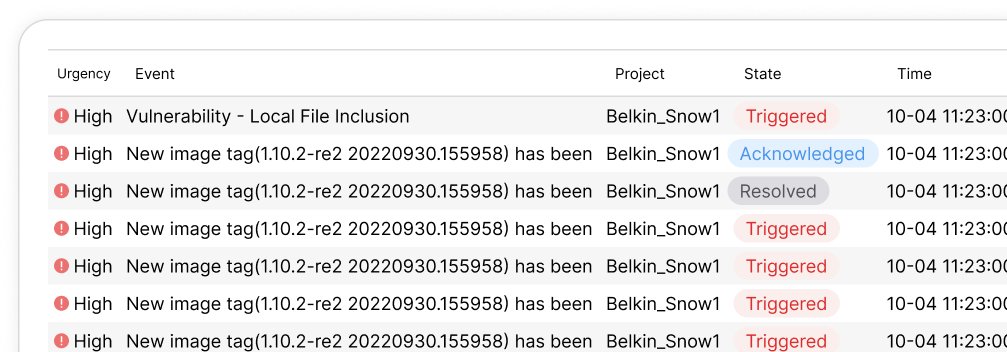 Urgency Event Project State Time
High Vulnerability - Local File Inclusion Belkin_Snow1 Triggered 10-04 11:23:00
High New image tag(1.10.2-re2 20220930.155958) has been Belkin_Snow1 Acknowledged 10-04 11:23:00
High New image tag(1.10.2-re2 20220930.155958) has been Belkin_Snow1 Resolved 10-04 11:23:00
High New image tag(1.10.2-re2 20220930.155958) has been Belkin_Snow1 Triggered 10-04 11:23:00
High New image tag(1.10.2-re2 20220930.155958) has been Belkin_Snow1 Triggered 10-04 11:23:00
High New image tag(1.10.2-re2 20220930.155958) has been Belkin_Snow1 Triggered 10-04 11:23:00
High New image tag(1.10.2-re2 20220930.155958) has been Belkin_Snow1 Triggered 10-04 11:23:00